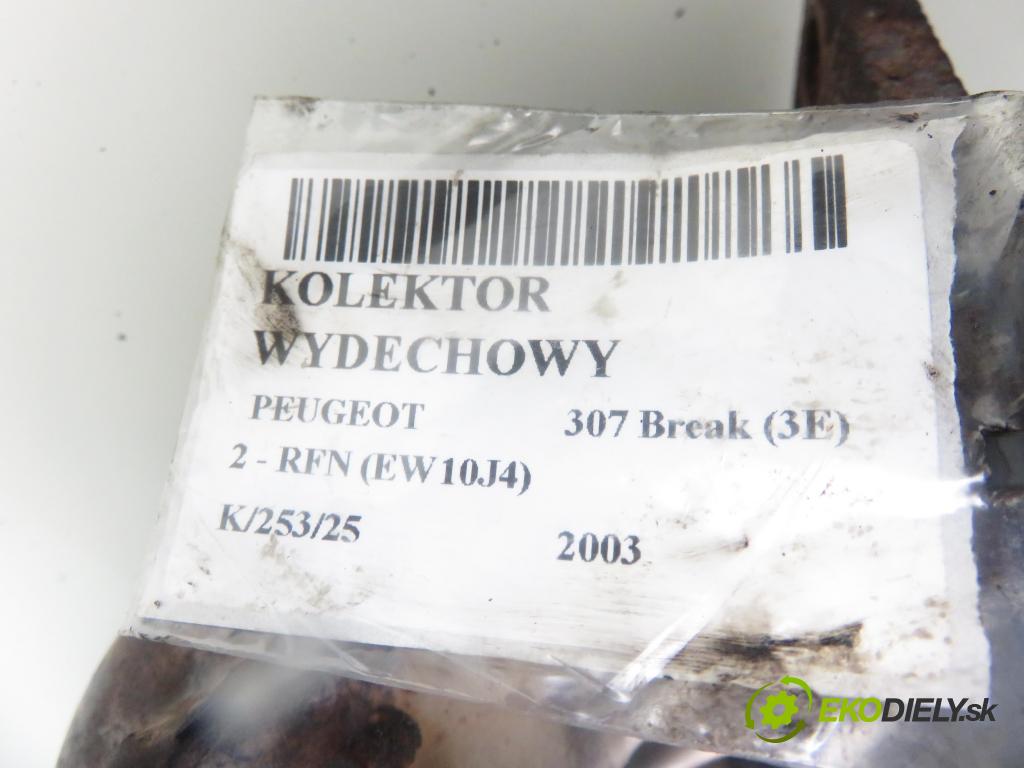 KOLEKTOR
WYDECHOWY
PEUGEOT 307 Break (3E)
2 - RFN (EW10J4)
K/253/25 2003
EKODIELY.sk